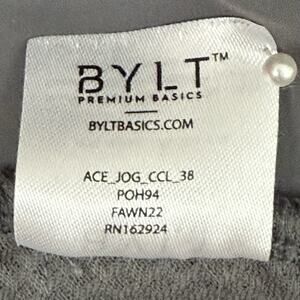 BYLT™
PREMIUM BASICS
BYLTBASICS.COM
ACE_JOG_CCL_38
POH94
FAWN22
RN162924